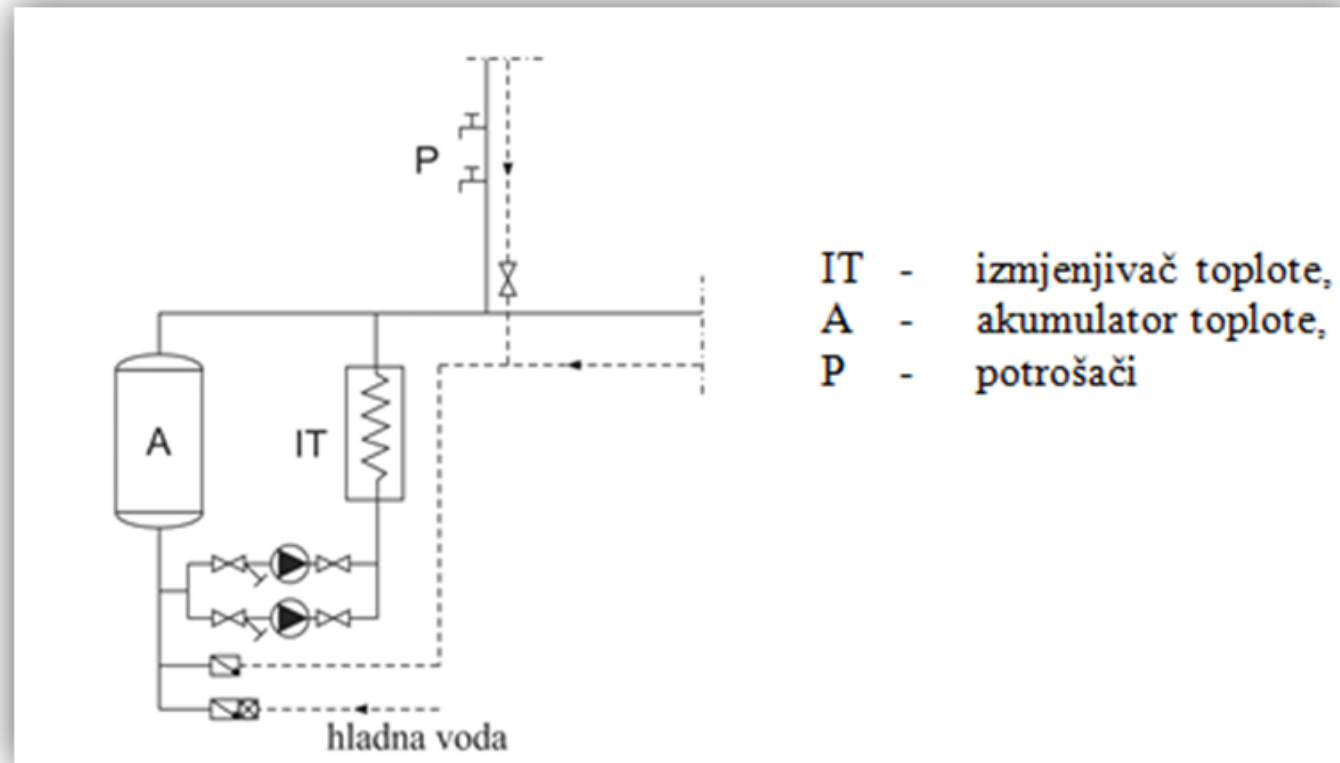 P
IT - izmjenjivač toplote,
A - akumulator toplote,
P - potrošači
A
IT
hladna voda